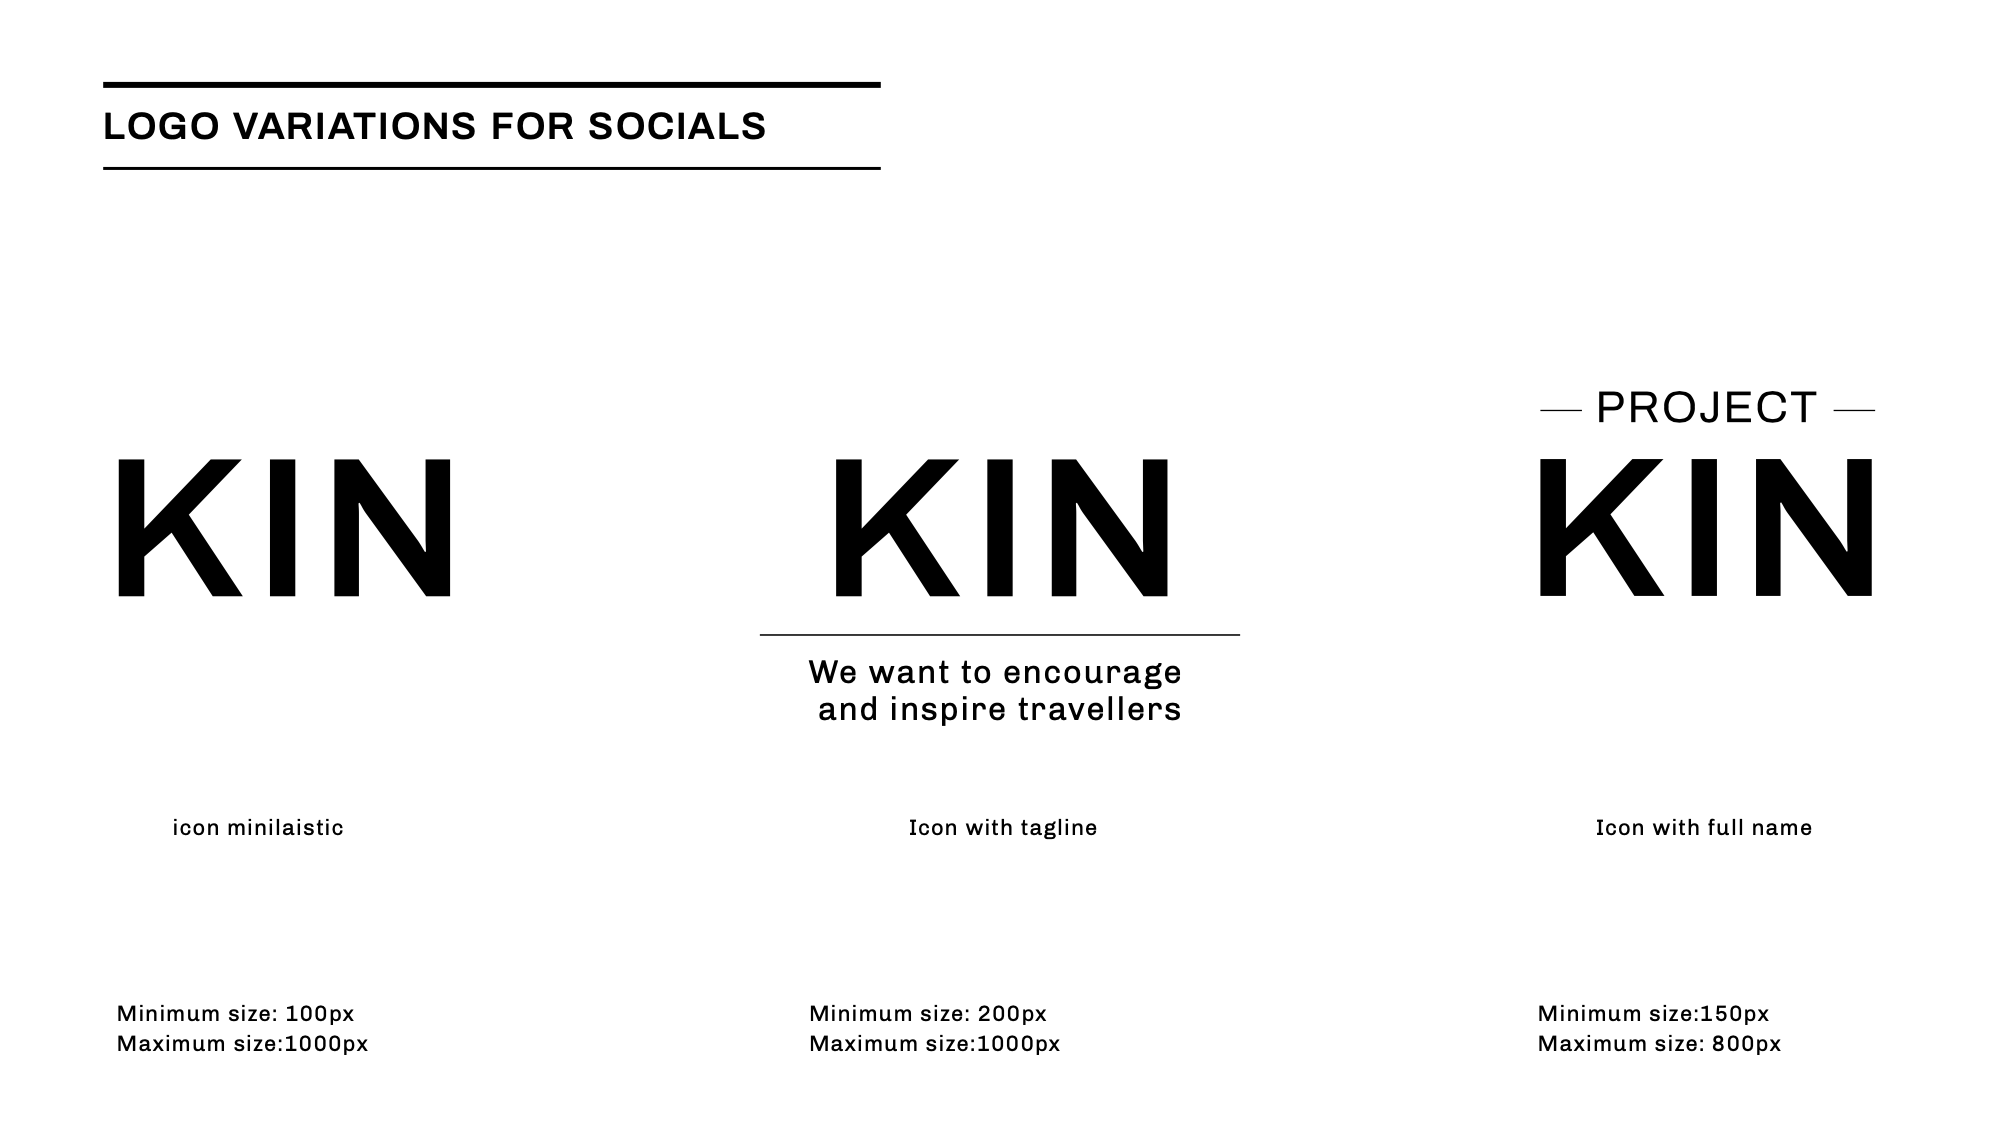 LOGO VARIATIONS FOR SOCIALS
KIN
icon minilaistic
Minimum size: 100px
Maximum size:1000px
KIN
We want to encourage
and inspire travellers
Icon with tagline
Minimum size: 200px
Maximum size:1000px
— PROJECT —
KIN
Icon with full name
Minimum size:150px
Maximum size: 800px